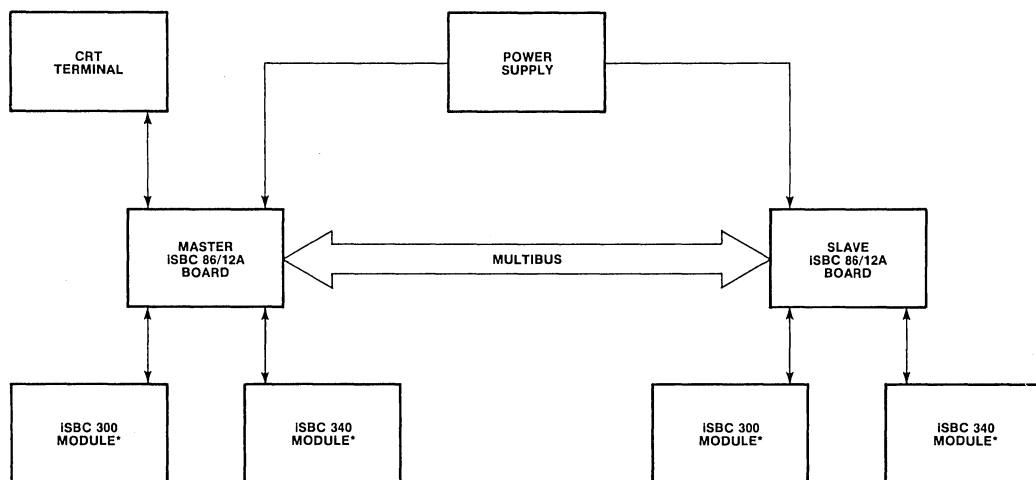 CRT
TERMINAL
POWER
SUPPLY
MASTER
iSBC 86/12A
BOARD
MULTIBUS
SLAVE
iSBC 86/12A
BOARD
iSBC 300
MODULE*
iSBC 340
MODULE*
iSBC 300
MODULE*
iSBC 340
MODULE*